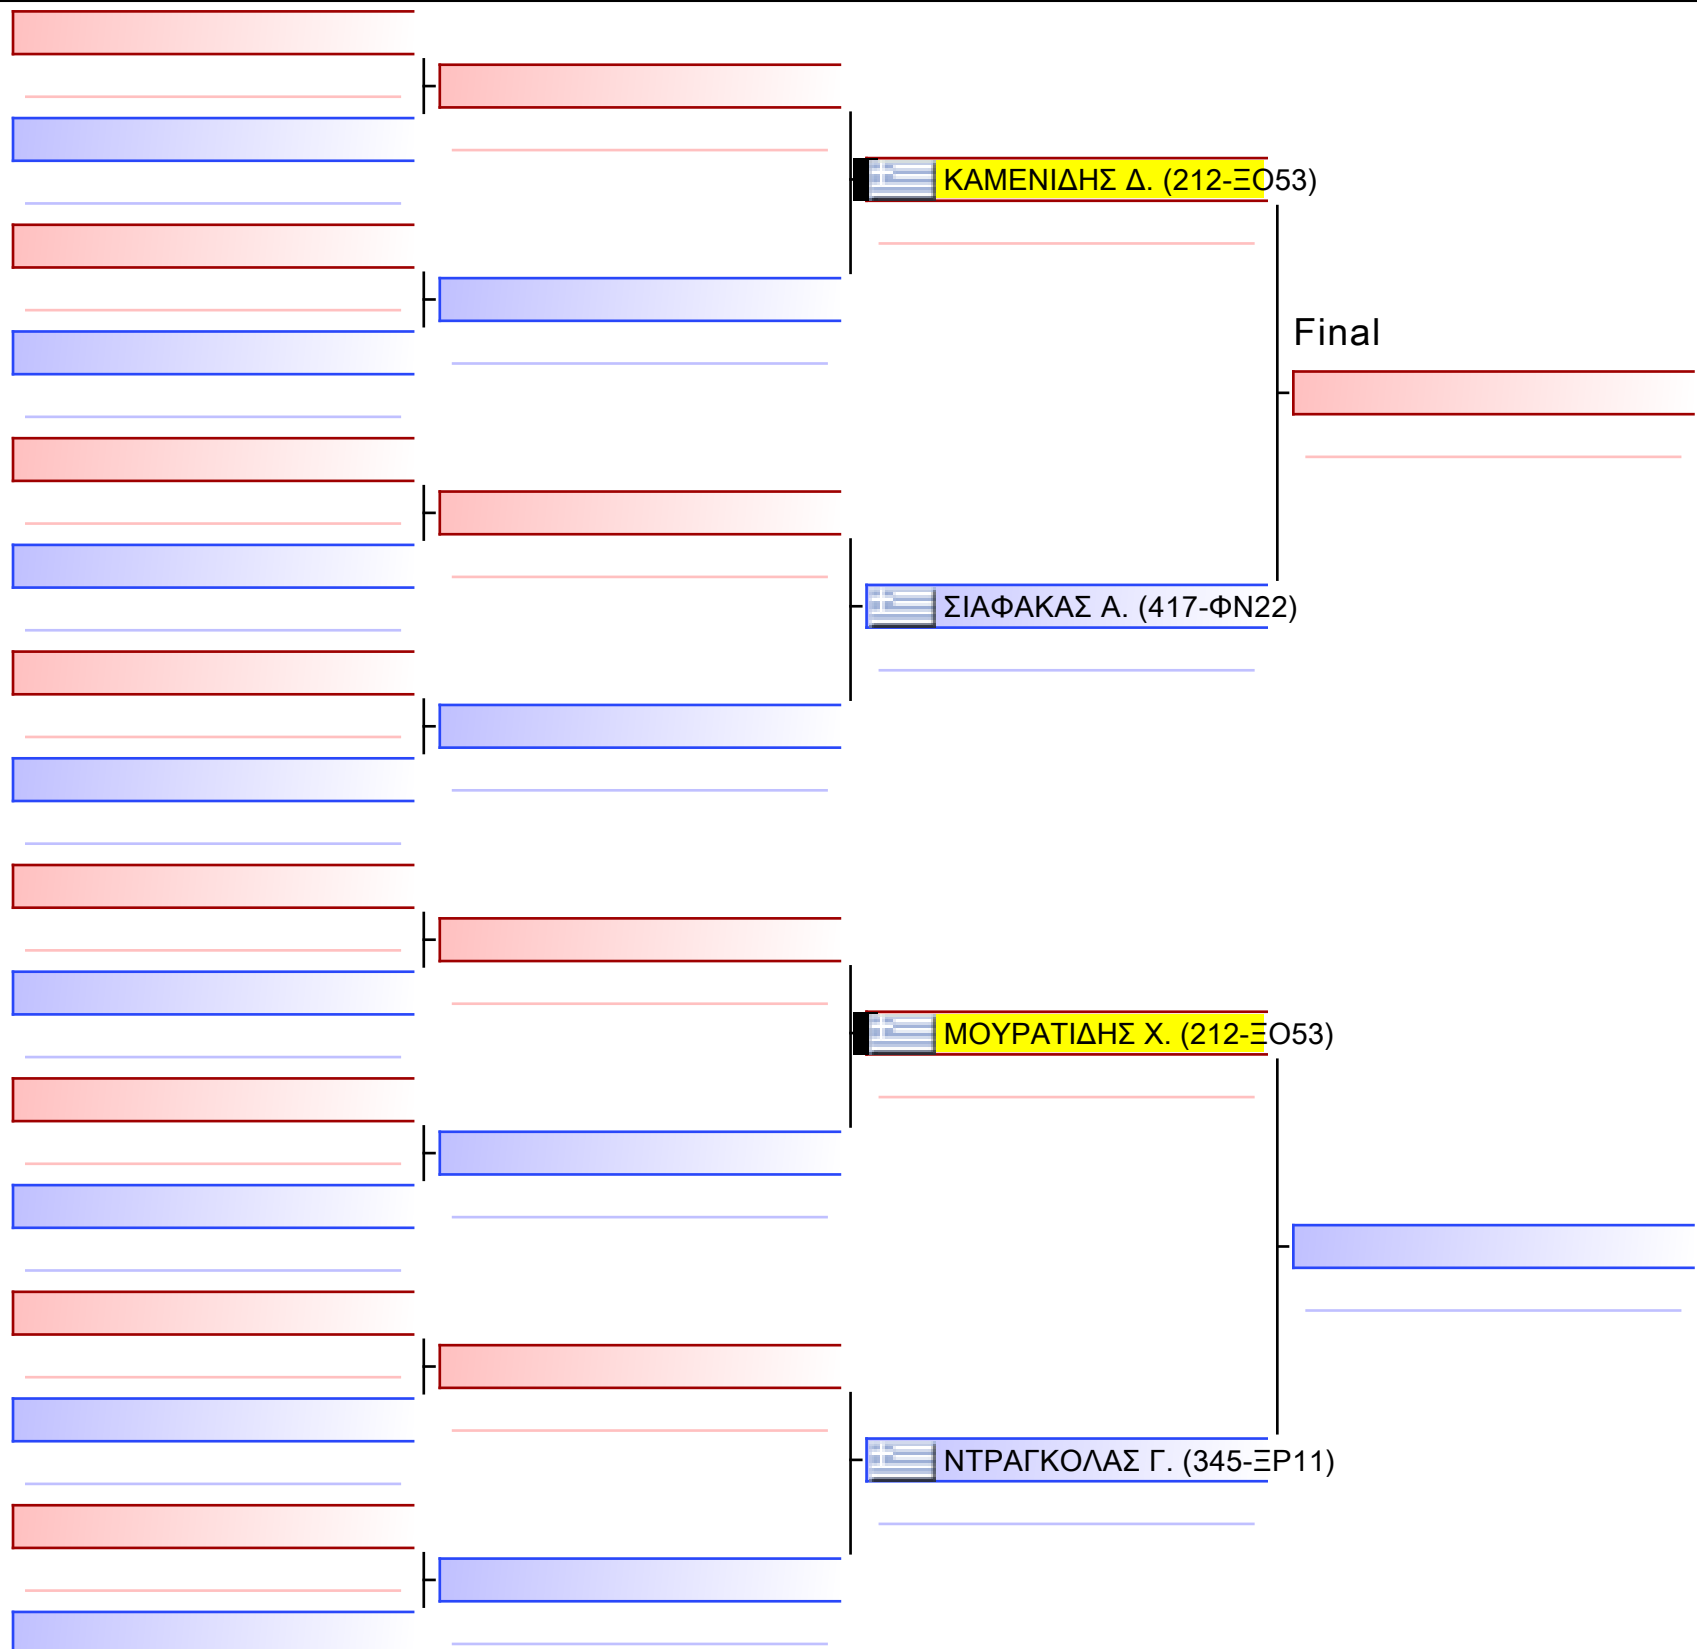 ΚΑΜΕΝΙΔΗΣ Δ. (212-ΞΟ53)
Final
ΣΙΑΦΑΚΑΣ Α. (417-ΦΝ22)
ΜΟΥΡΑΤΙΔΗΣ Χ. (212-ΞΟ53)
ΝΤΡΑΓΚΟΛΑΣ Γ. (345-ΞΡ11)